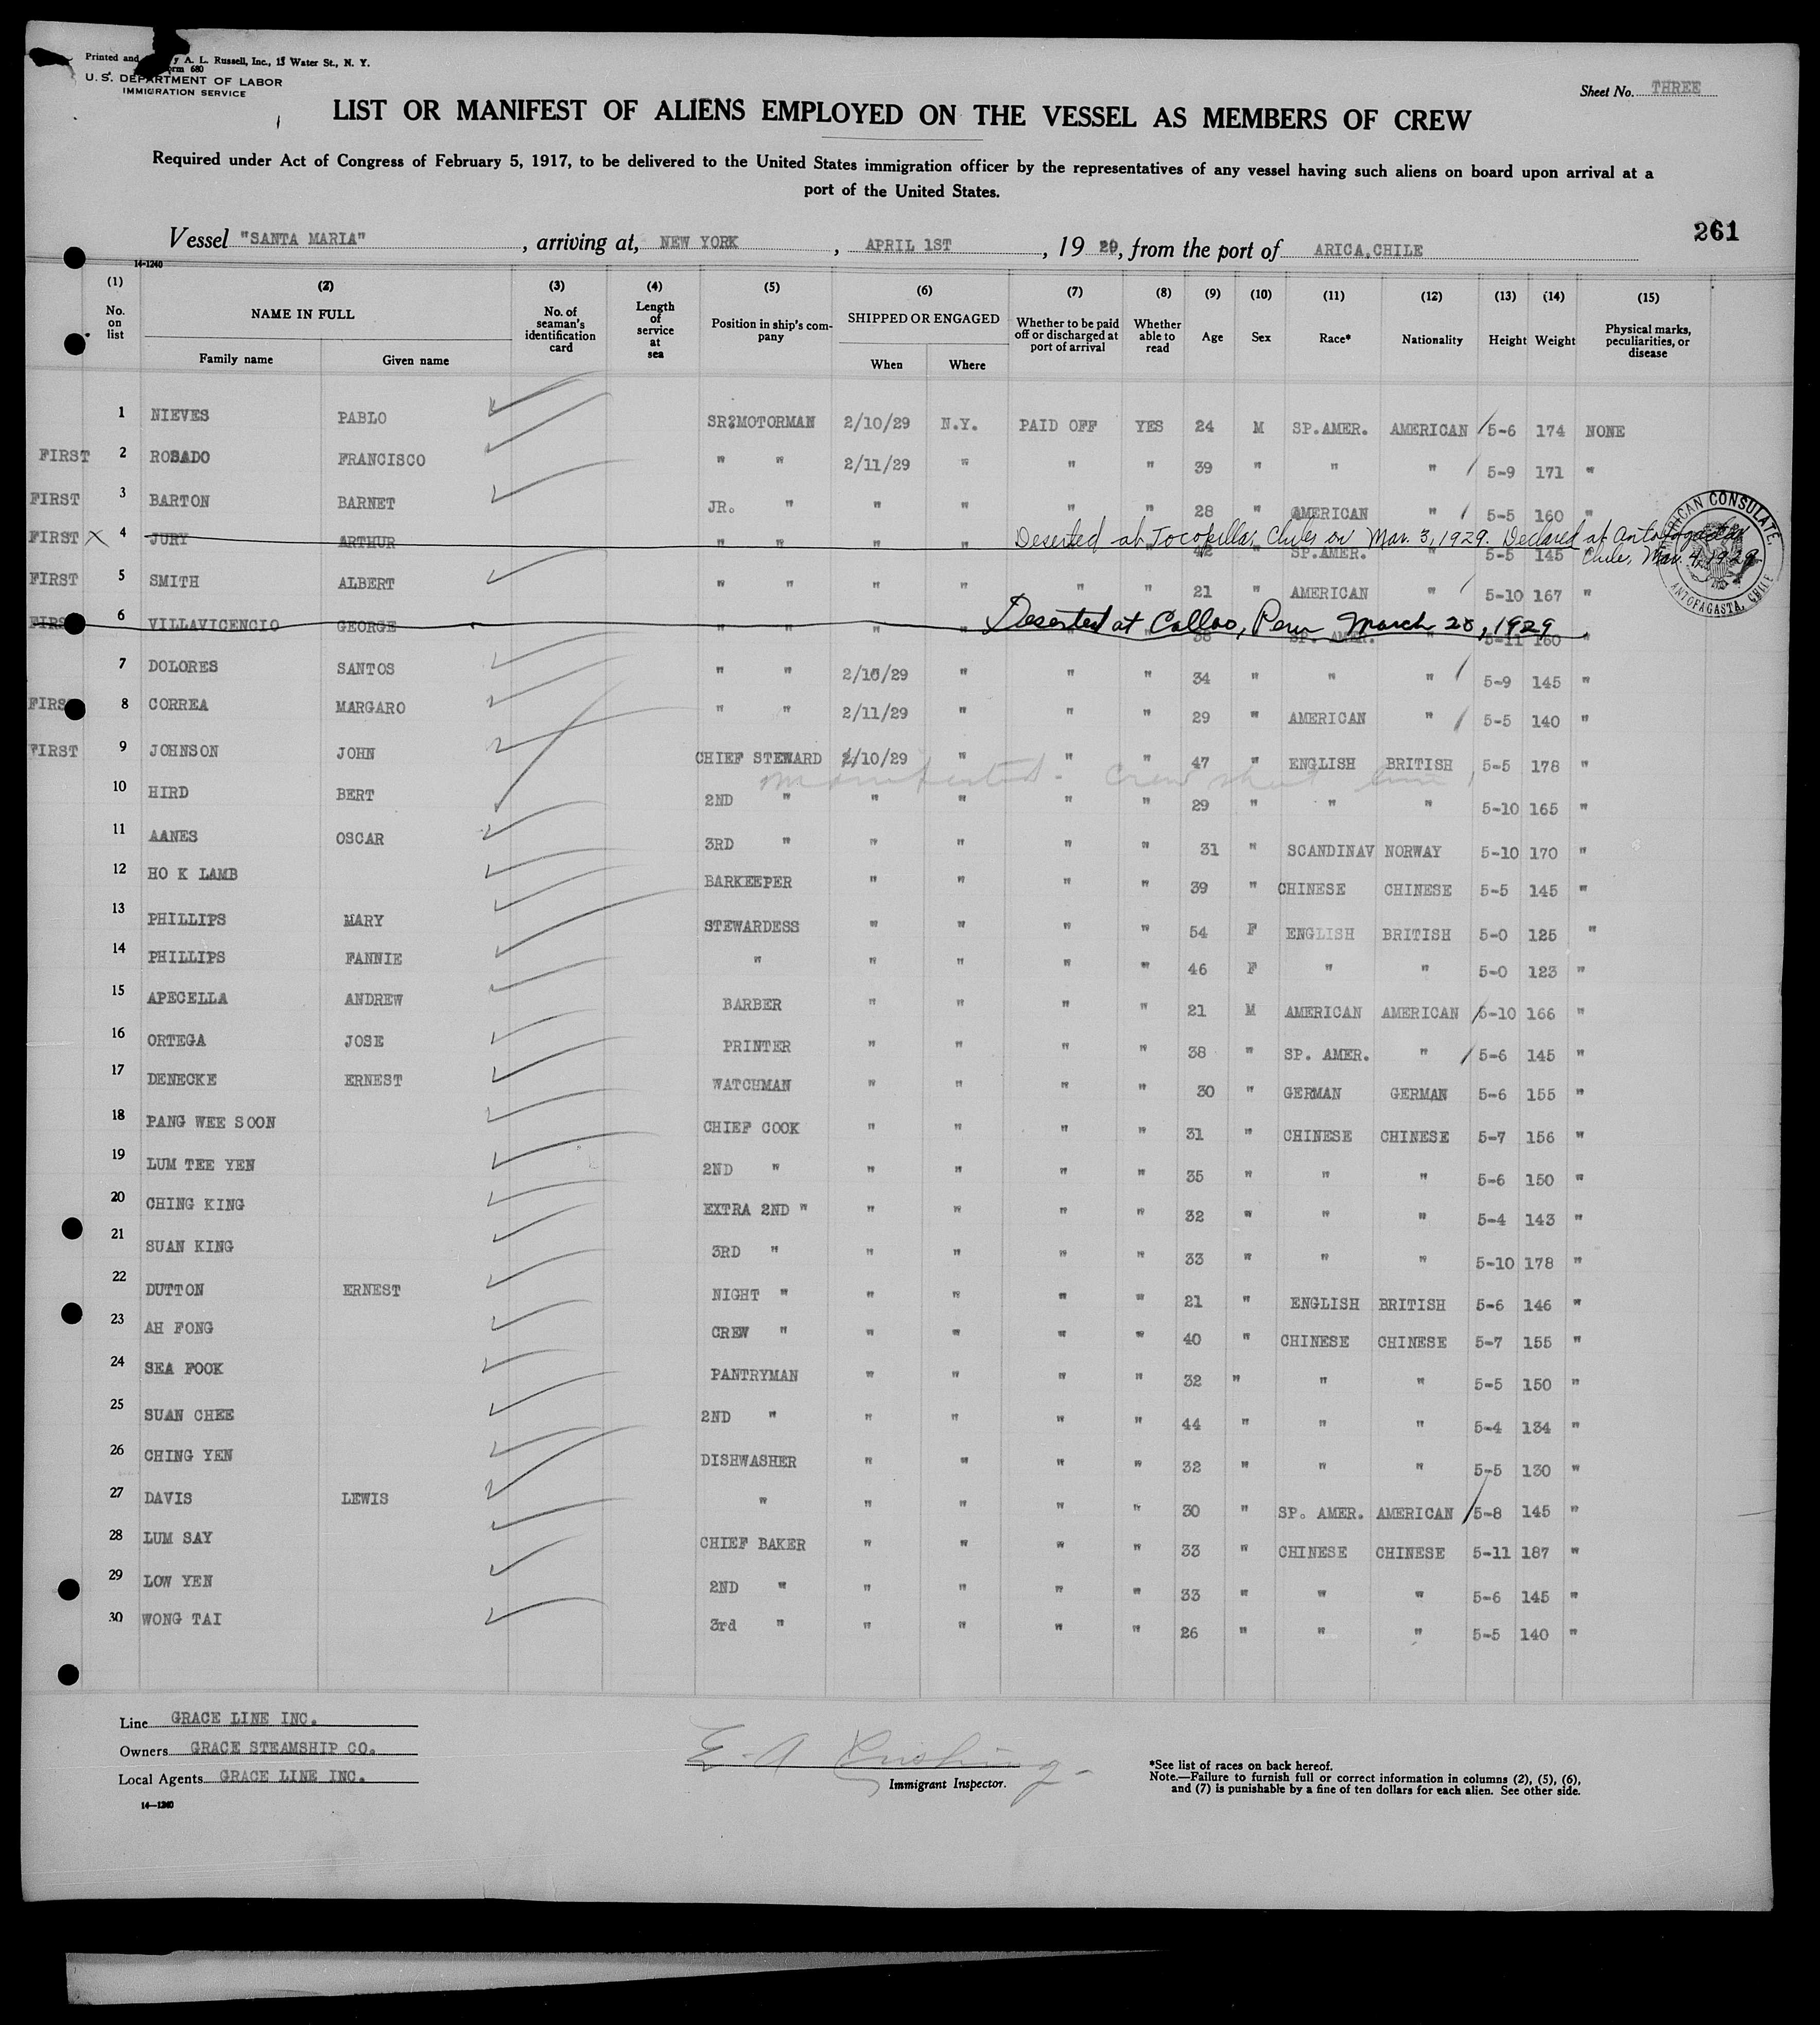 Printed and y A. L. Russell, Inc., 15 Water St., N. Y.
Form 680
U. S. DEPARTMENT OF LABOR
IMMIGRATION SERVICE
Sheet No. THREE
LIST OR MANIFEST OF ALIENS EMPLOYED ON THE VESSEL AS MEMBERS OF CREW
Required under Act of Congress of February 5, 1917, to be delivered to the United States immigration officer by the representatives of any vessel having such aliens on board upon arrival at a
port of the United States.
261
Vessel "SANTA MARIA", arriving at, NEW YORK, APRIL 1ST, 1929, from the port of ARICA, CHILE
14-1240
(1) (2) (3) (4) (5) (6) (7) (8) (9) (10) (11) (12) (13) (14) (15)
No. on list NAME IN FULL Family name Given name No. of seaman's identification card Length of service at sea Position in ship's company SHIPPED OR ENGAGED When Where Whether to be paid off or discharged at port of arrival Whether able to read Age Sex Race* Nationality Height Weight Physical marks, peculiarities, or disease
1 NIEVES PABLO SR. MOTORMAN 2/10/29 N.Y. PAID OFF YES 24 M SP. AMER. AMERICAN 5-6 174 NONE
FIRST 2 ROSADO FRANCISCO " " 2/11/29 " " " 39 " " " 5-9 171 "
FIRST 3 BARTON BARNET JR. " " " " " 28 " AMERICAN " 5-5 160 "
FIRST X 4 JURY ARTHUR " " " " Deserted at Tocopilla, Chile on Mar. 3, 1929. Declared at Antofagasta
42 SP. AMER. 5-5 145 Chile, Mar. 4, 1929
AMERICAN CONSULATE, ANTOFAGASTA, CHILE
FIRST 5 SMITH ALBERT " " " " " " 21 " AMERICAN " 5-10 167 "
FIRST 6 VILLAVICENCIO GEORGE " " " " Deserted at Callao, Peru March 20, 1929
38 SP. AMER. 5-11 160 "
7 DOLORES SANTOS " " 2/10/29 " " " 34 " " " 5-9 145 "
FIRST 8 CORREA MARGARO " " 2/11/29 " " " 29 " AMERICAN " 5-5 140 "
FIRST 9 JOHNSON JOHN CHIEF STEWARD 2/10/29 " " " 47 " ENGLISH BRITISH 5-5 178 "
manifested - Crew sheet line 1
10 HIRD BERT 2ND " " " " " 29 " " " 5-10 165 "
11 AANES OSCAR 3RD " " " " " 31 " SCANDINAV NORWAY 5-10 170 "
12 HO K LAMB BARKEEPER " " " " 39 " CHINESE CHINESE 5-5 145 "
13 PHILLIPS MARY STEWARDESS " " " " 54 F ENGLISH BRITISH 5-0 125 "
14 PHILLIPS FANNIE " " " " " 46 F " " 5-0 123 "
15 APECELLA ANDREW BARBER " " " " 21 M AMERICAN AMERICAN 5-10 166 "
16 ORTEGA JOSE PRINTER " " " " 38 " SP. AMER. " 5-6 145 "
17 DENECKE ERNEST WATCHMAN " " " " 30 " GERMAN GERMAN 5-6 155 "
18 PANG WEE SOON CHIEF COOK " " " " 31 " CHINESE CHINESE 5-7 156 "
19 LUM TEE YEN 2ND " " " " " 35 " " " 5-6 150 "
20 CHING KING EXTRA 2ND " " " " " 32 " " " 5-4 143 "
21 SUAN KING 3RD " " " " " 33 " " " 5-10 178 "
22 DUTTON ERNEST NIGHT " " " " " 21 " ENGLISH BRITISH 5-6 146 "
23 AH FONG CREW " " " " " 40 " CHINESE CHINESE 5-7 155 "
24 SEA FOOK PANTRYMAN " " " " 32 " " " 5-5 150 "
25 SUAN CHEE 2ND " " " " " 44 " " " 5-4 134 "
26 CHING YEN DISHWASHER " " " " 32 " " " 5-5 130 "
27 DAVIS LEWIS " " " " " 30 " SP. AMER. AMERICAN 5-8 145 "
28 LUM SAY CHIEF BAKER " " " " 33 " CHINESE CHINESE 5-11 187 "
29 LOW YEN 2ND " " " " " 33 " " " 5-6 145 "
30 WONG TAI 3rd " " " " " 26 " " " 5-5 140 "
Line GRACE LINE INC.
Owners GRACE STEAMSHIP CO.
Local Agents GRACE LINE INC.
14-1240
E. A.
Immigrant Inspector.
*See list of races on back hereof.
Note.—Failure to furnish full or correct information in columns (2), (5), (6),
and (7) is punishable by a fine of ten dollars for each alien. See other side.